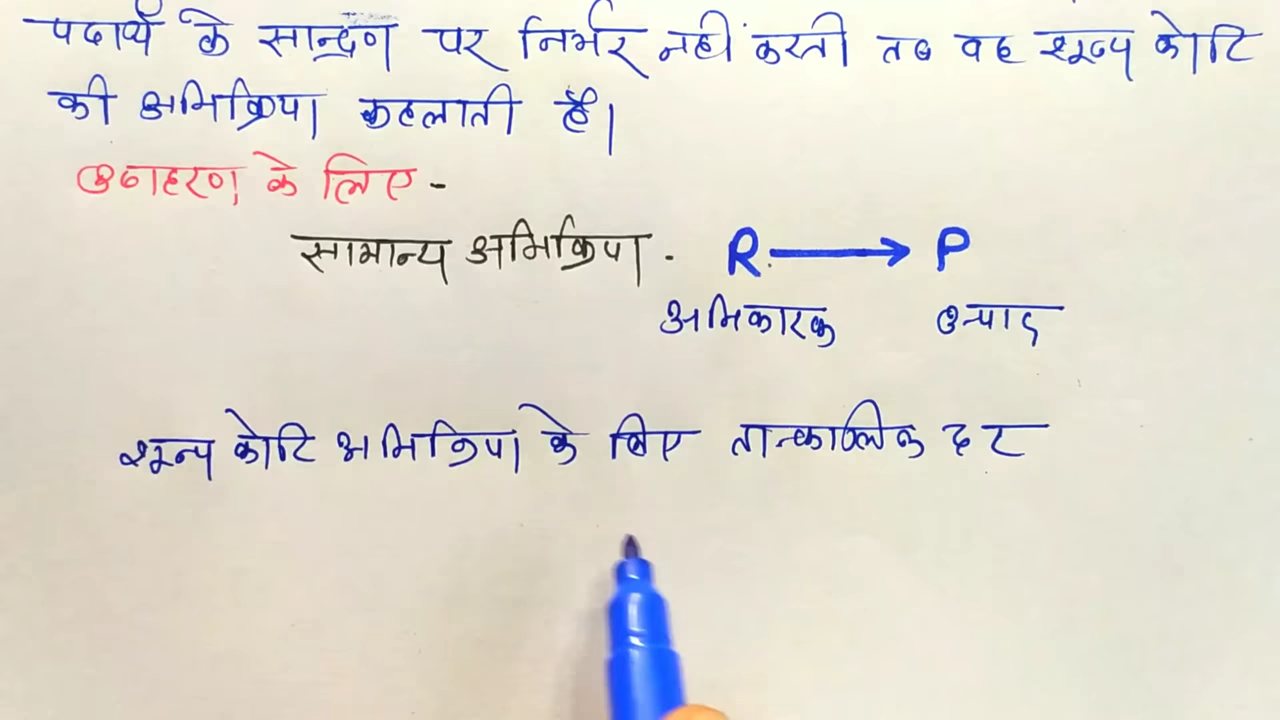 पदार्थ के सान्द्रण पर निर्भर नहीं करती तब वह शून्य कोटि
की अभिक्रिया कहलाती है।
उदाहरण के लिए -
सामान्य अभिक्रिया - R ⟶ P
अभिकारक उत्पाद
शून्य कोटि अभिक्रिया के लिए तात्कालिक दर